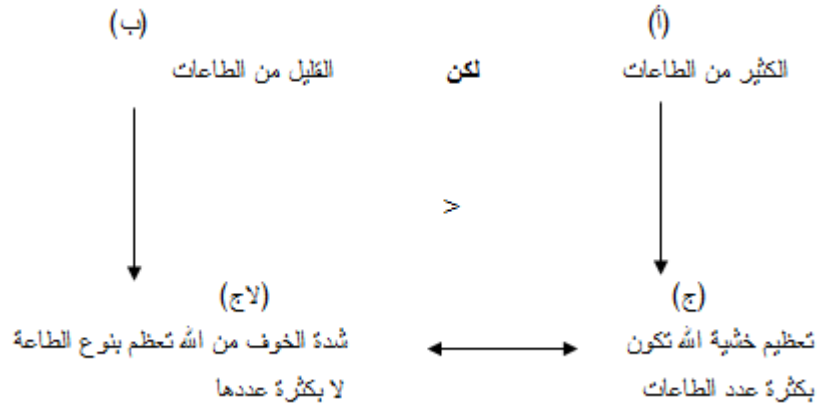 (أ)
(ب)
الكثير من الطاعات
لكن
القليل من الطاعات
>
(ج)
(لاج)
تعظيم خشية الله تكون
بكثرة عدد الطاعات
شدة الخوف من الله تعظم بنوع الطاعة
لا بكثرة عددها